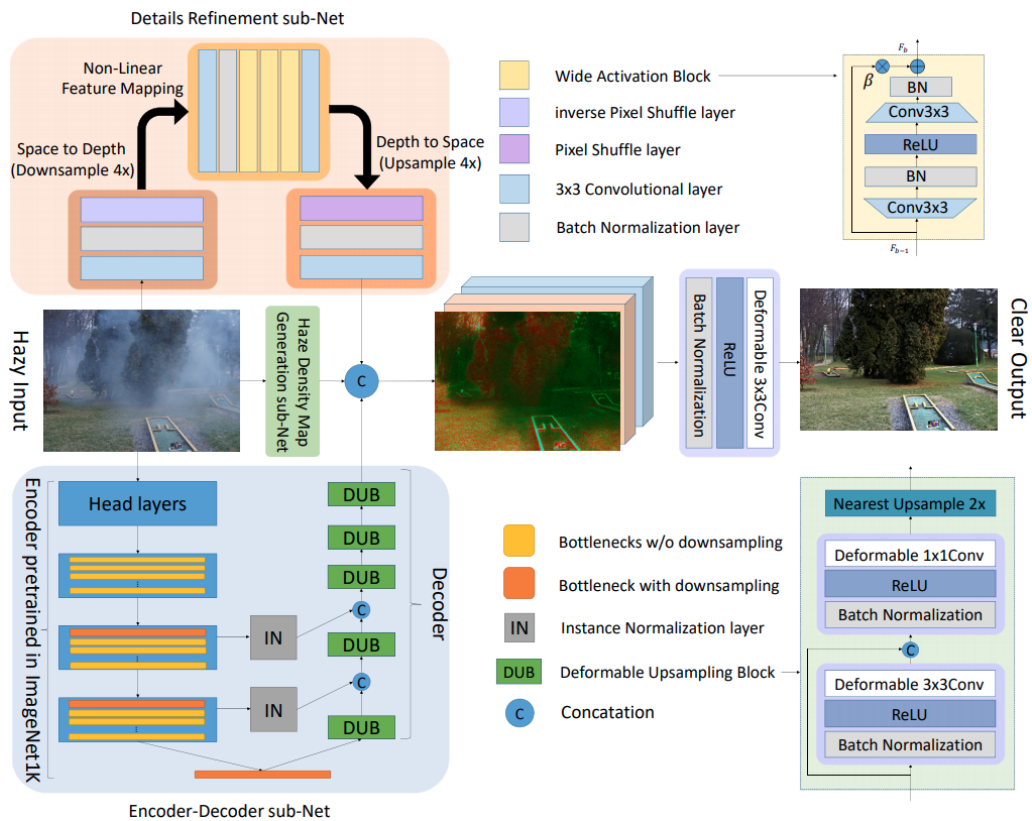 Details Refinement sub-Net
Non-Linear
Feature Mapping
Space to Depth
(Downsample 4x)
Depth to Space
(Upsample 4x)
Wide Activation Block
inverse Pixel Shuffle layer
Pixel Shuffle layer
3x3 Convolutional layer
Batch Normalization layer
F_b
β
BN
Conv3x3
ReLU
BN
Conv3x3
F_{b-1}
Hazy Input
Haze Density Map
Generation sub-Net
C
Batch Normalization
ReLU
Deformable 3x3Conv
Clear Output
Encoder pretrained in ImageNet1K
Head layers
IN
IN
DUB
DUB
DUB
C
DUB
C
DUB
Decoder
Encoder-Decoder sub-Net
Bottlenecks w/o downsampling
Bottleneck with downsampling
IN
Instance Normalization layer
DUB
Deformable Upsampling Block
C
Concatation
Nearest Upsample 2x
Deformable 1x1Conv
ReLU
Batch Normalization
C
Deformable 3x3Conv
ReLU
Batch Normalization